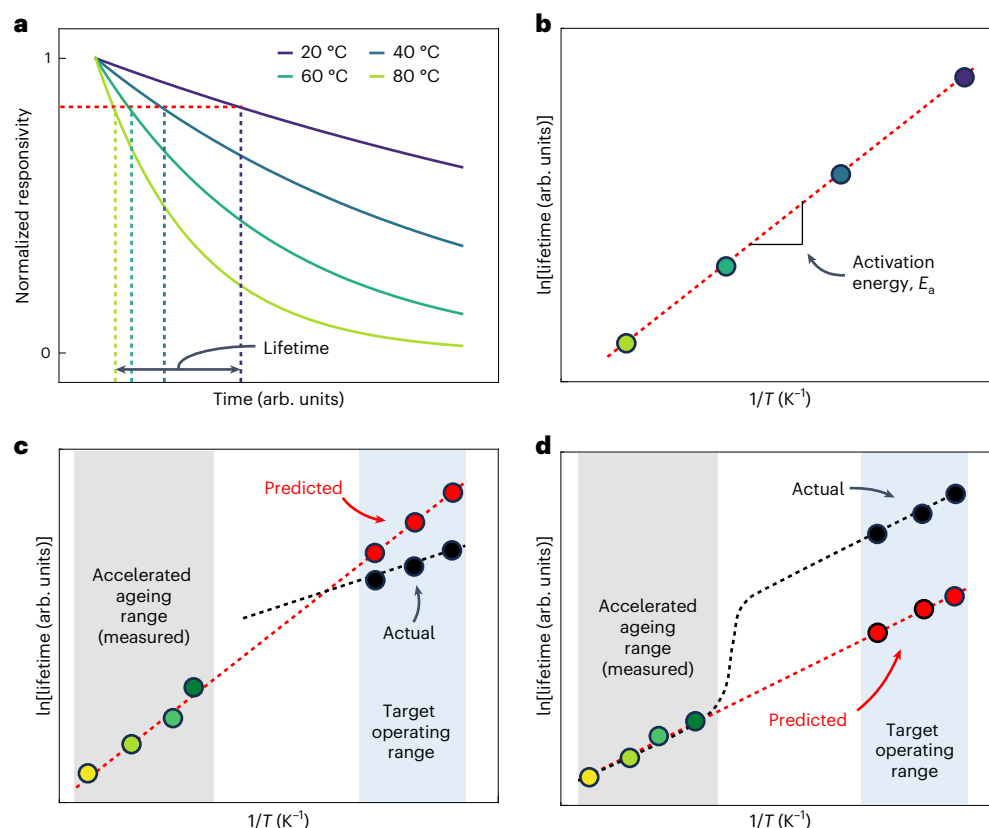 a
1
20 °C
40 °C
60 °C
80 °C
Normalized responsivity
0
Lifetime
Time (arb. units)
b
ln[lifetime (arb. units)]
Activation
energy, Ea
1/T (K⁻¹)
c
ln[lifetime (arb. units)]
Predicted
Accelerated
ageing
range
(measured)
Actual
Target
operating
range
1/T (K⁻¹)
d
ln[lifetime (arb. units)]
Actual
Accelerated
ageing
range
(measured)
Predicted
Target
operating
range
1/T (K⁻¹)